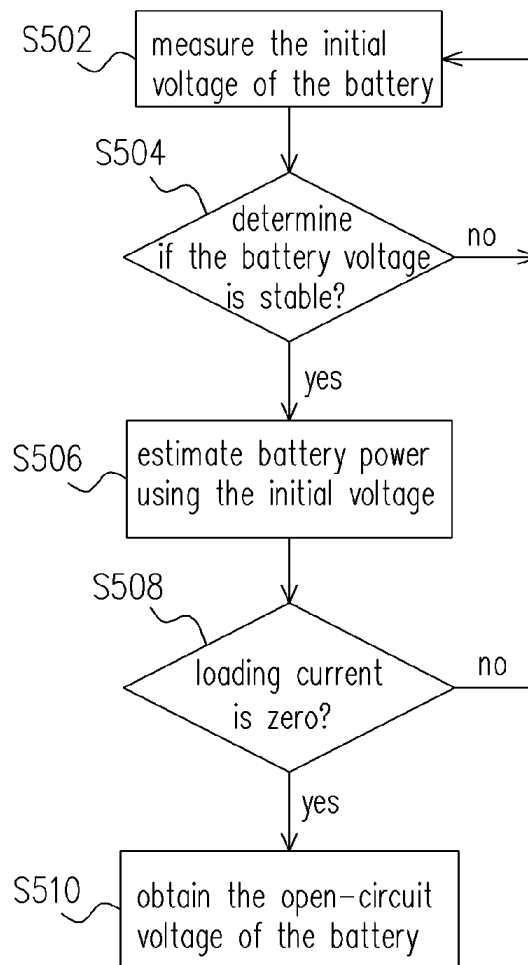 S502
measure the initial
voltage of the battery
S504
determine
if the battery voltage
is stable?
no
yes
S506
estimate battery power
using the initial voltage
S508
loading current
is zero?
no
yes
S510
obtain the open-circuit
voltage of the battery